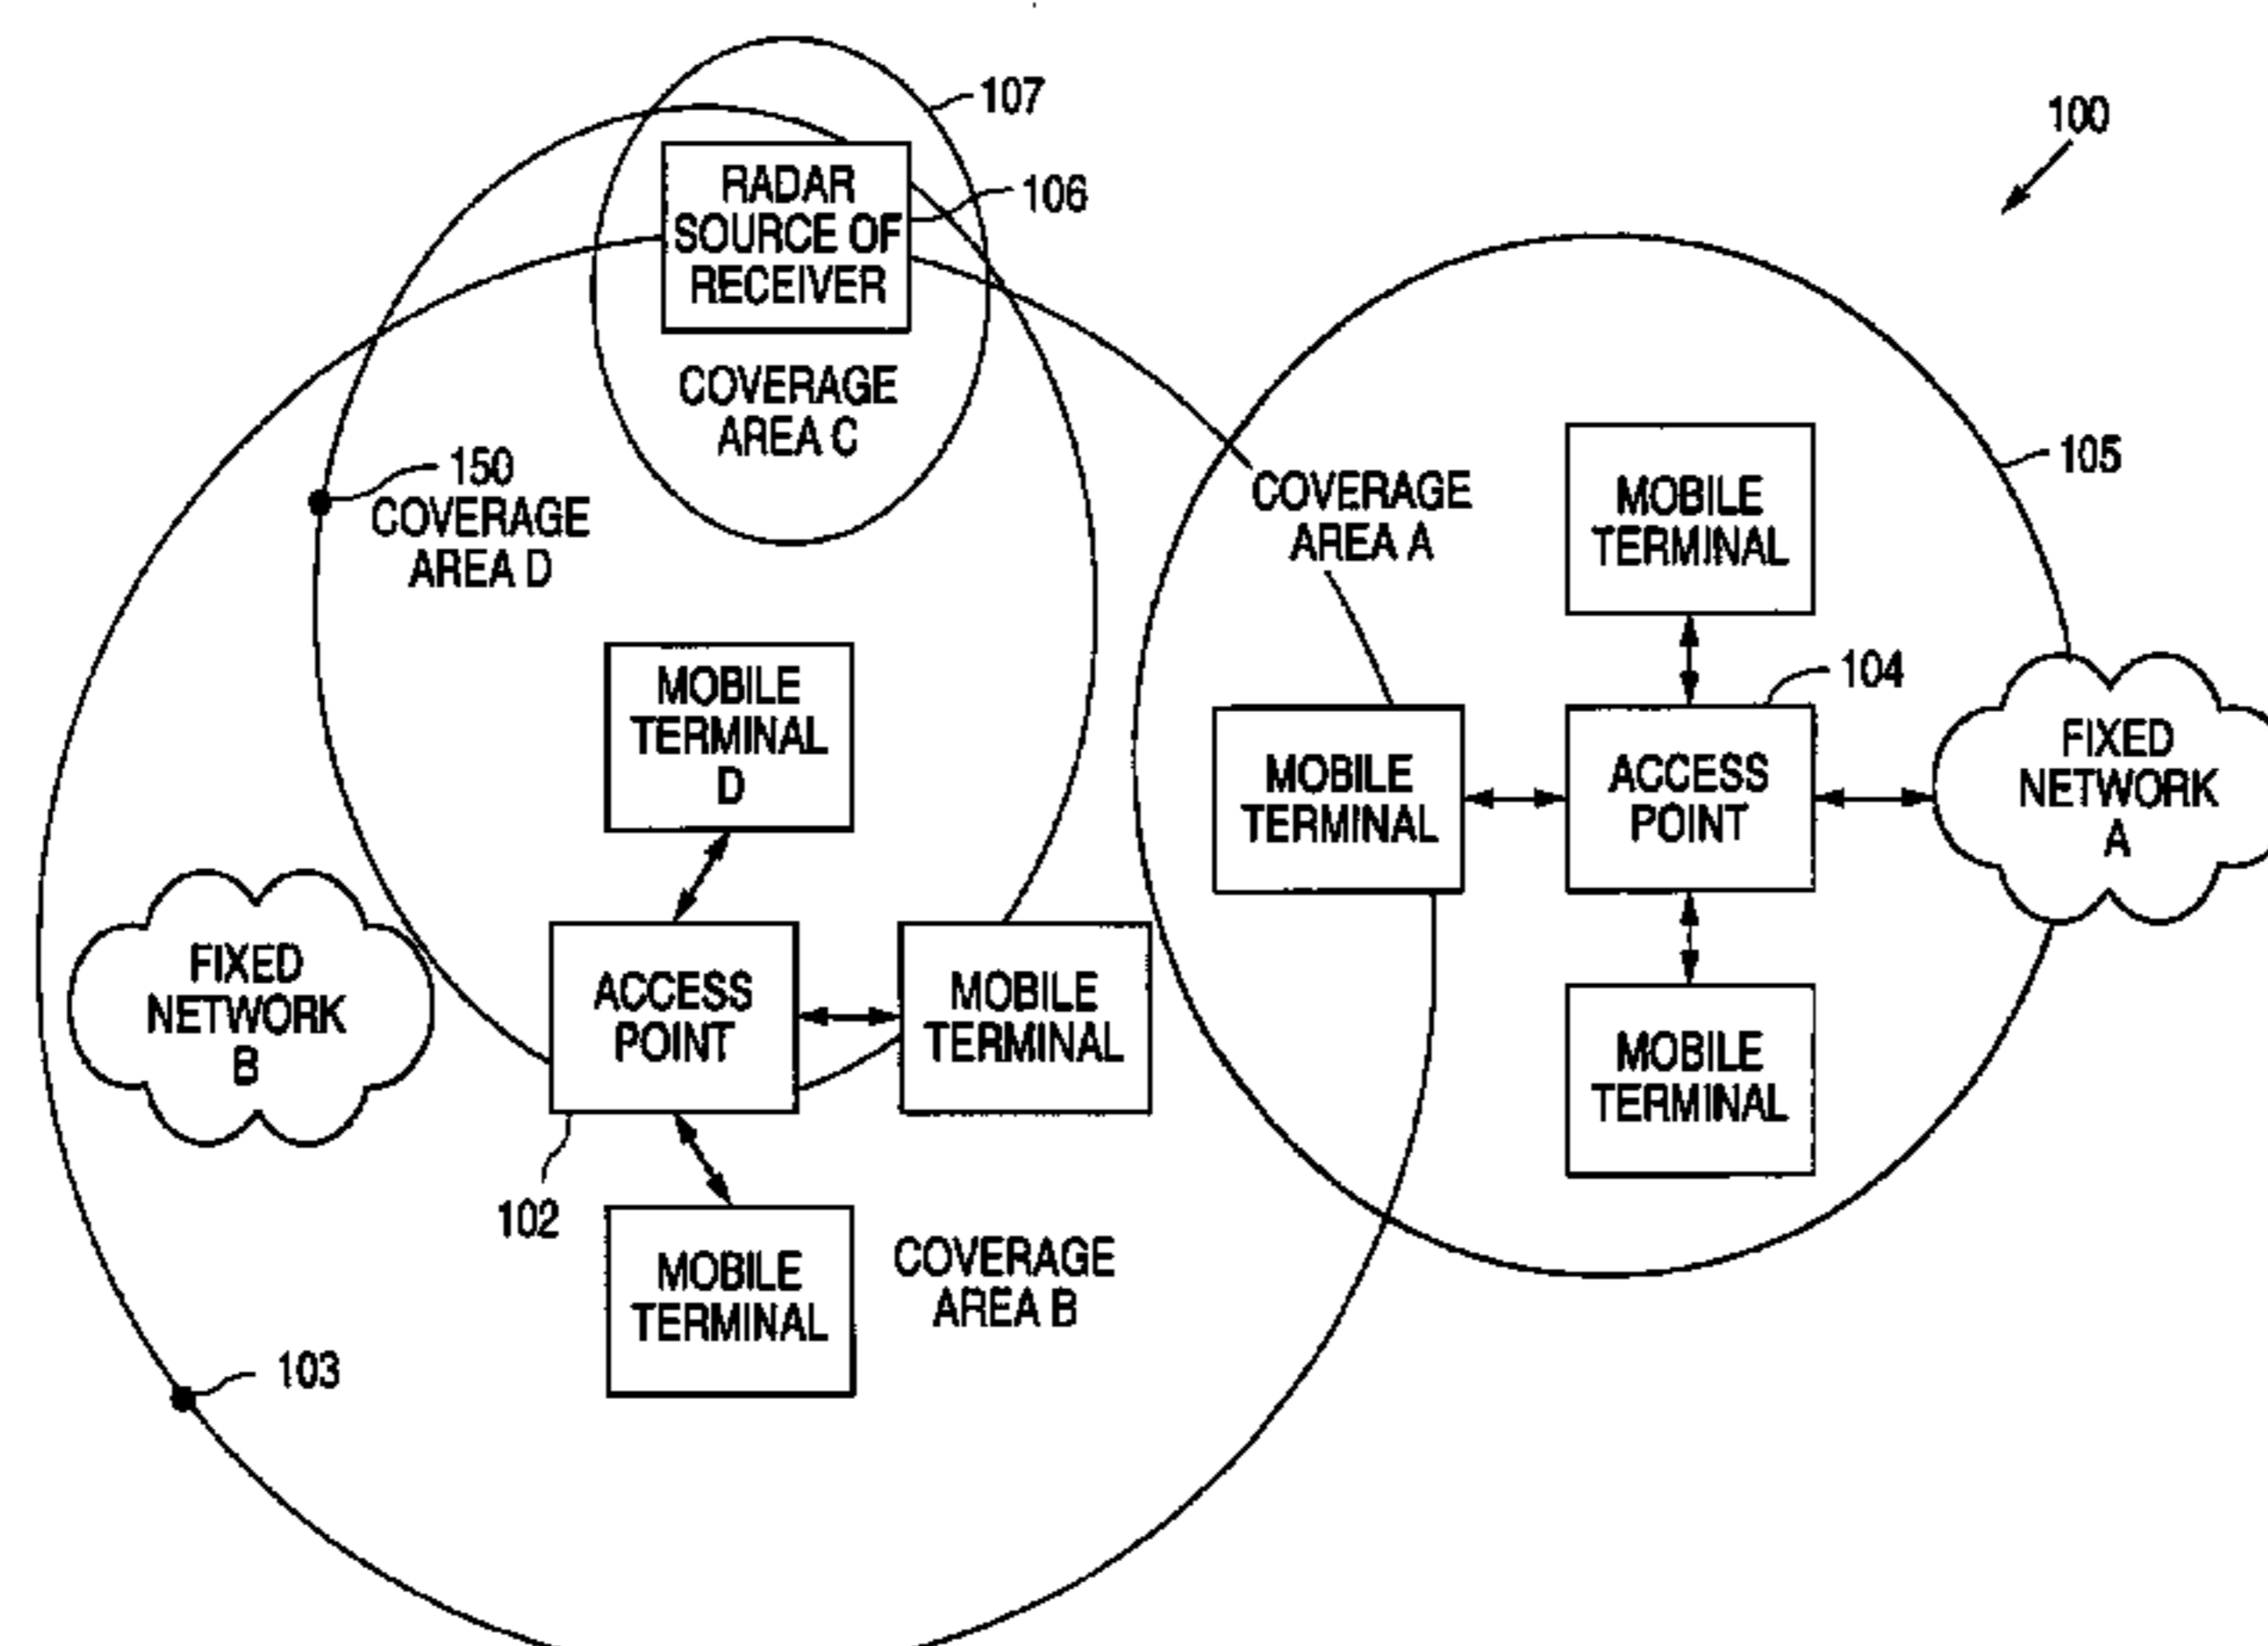 107
100
RADAR
SOURCE OF
RECEIVER
106
COVERAGE
AREA C
150
COVERAGE
AREA D
COVERAGE
AREA A
MOBILE
TERMINAL
105
MOBILE
TERMINAL
D
104
MOBILE
TERMINAL
ACCESS
POINT
FIXED
NETWORK
A
FIXED
NETWORK
B
ACCESS
POINT
MOBILE
TERMINAL
MOBILE
TERMINAL
102
MOBILE
TERMINAL
COVERAGE
AREA B
103